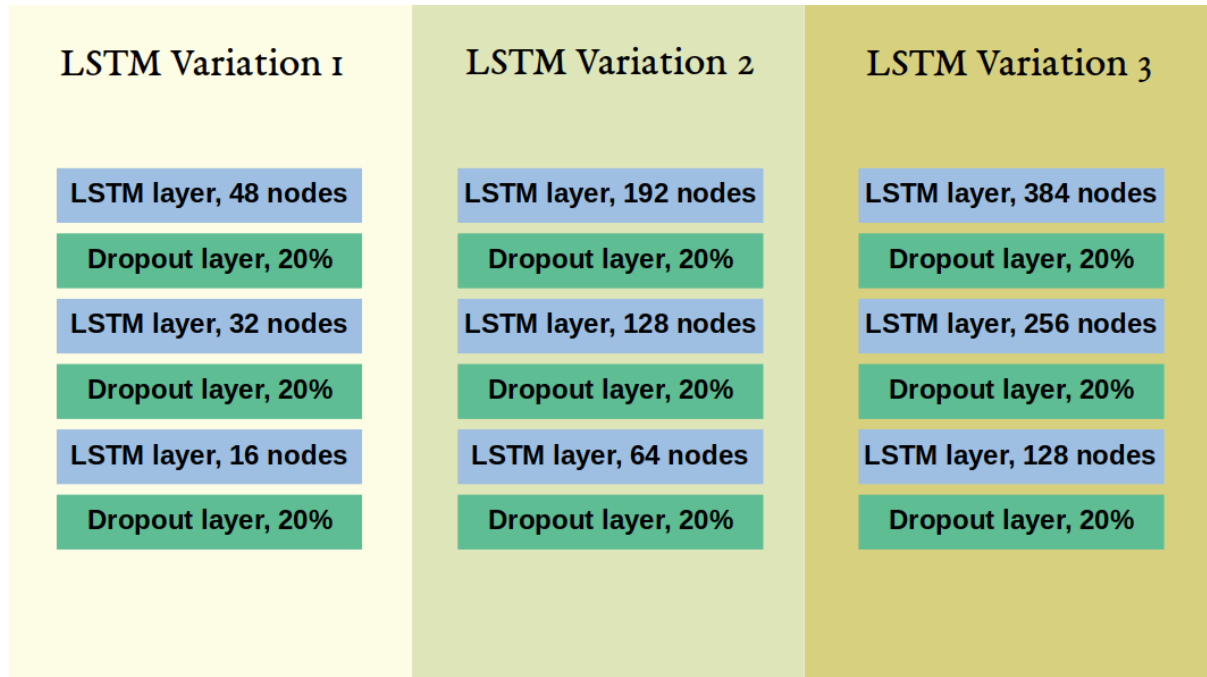 LSTM Variation 1
LSTM layer, 48 nodes
Dropout layer, 20%
LSTM layer, 32 nodes
Dropout layer, 20%
LSTM layer, 16 nodes
Dropout layer, 20%
LSTM Variation 2
LSTM layer, 192 nodes
Dropout layer, 20%
LSTM layer, 128 nodes
Dropout layer, 20%
LSTM layer, 64 nodes
Dropout layer, 20%
LSTM Variation 3
LSTM layer, 384 nodes
Dropout layer, 20%
LSTM layer, 256 nodes
Dropout layer, 20%
LSTM layer, 128 nodes
Dropout layer, 20%